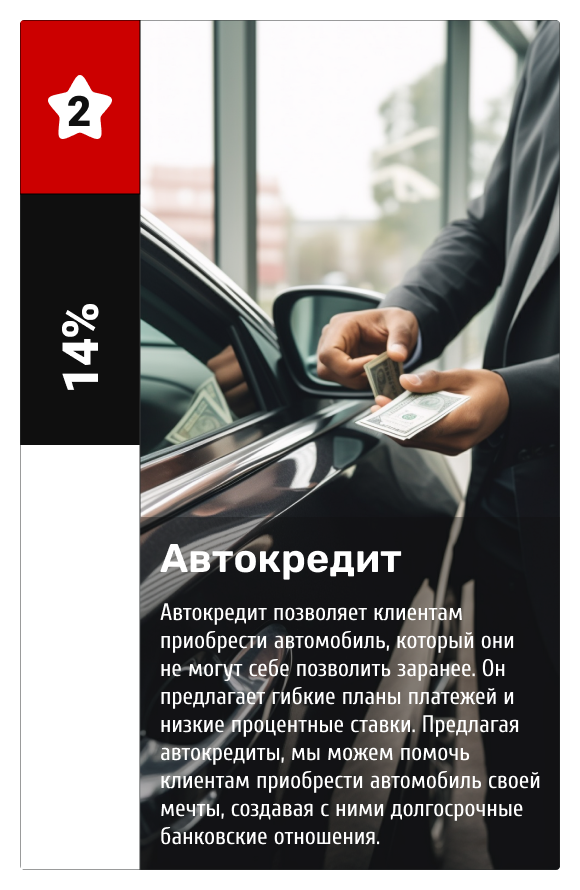 2
14%
Автокредит
Автокредит позволяет клиентам
приобрести автомобиль, который они
не могут себе позволить заранее. Он
предлагает гибкие планы платежей и
низкие процентные ставки. Предлагая
автокредиты, мы можем помочь
клиентам приобрести автомобиль своей
мечты, создавая с ними долгосрочные
банковские отношения.